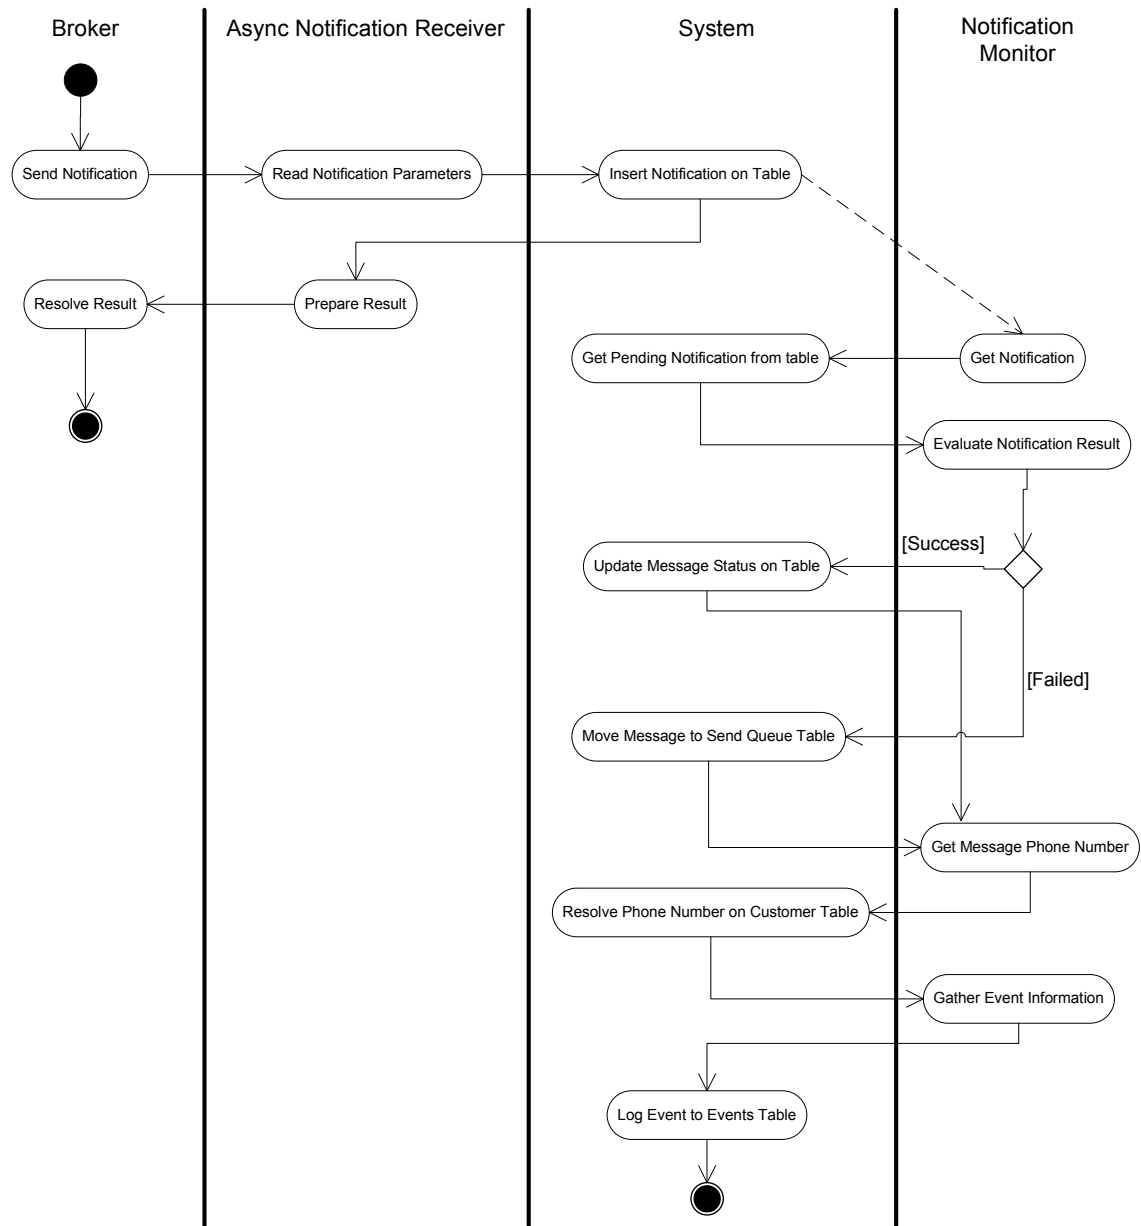 Broker
Async Notification Receiver
System
Notification
Monitor
Send Notification
Read Notification Parameters
Insert Notification on Table
Resolve Result
Prepare Result
Get Pending Notification from table
Get Notification
Evaluate Notification Result
[Success]
Update Message Status on Table
[Failed]
Move Message to Send Queue Table
Get Message Phone Number
Resolve Phone Number on Customer Table
Gather Event Information
Log Event to Events Table